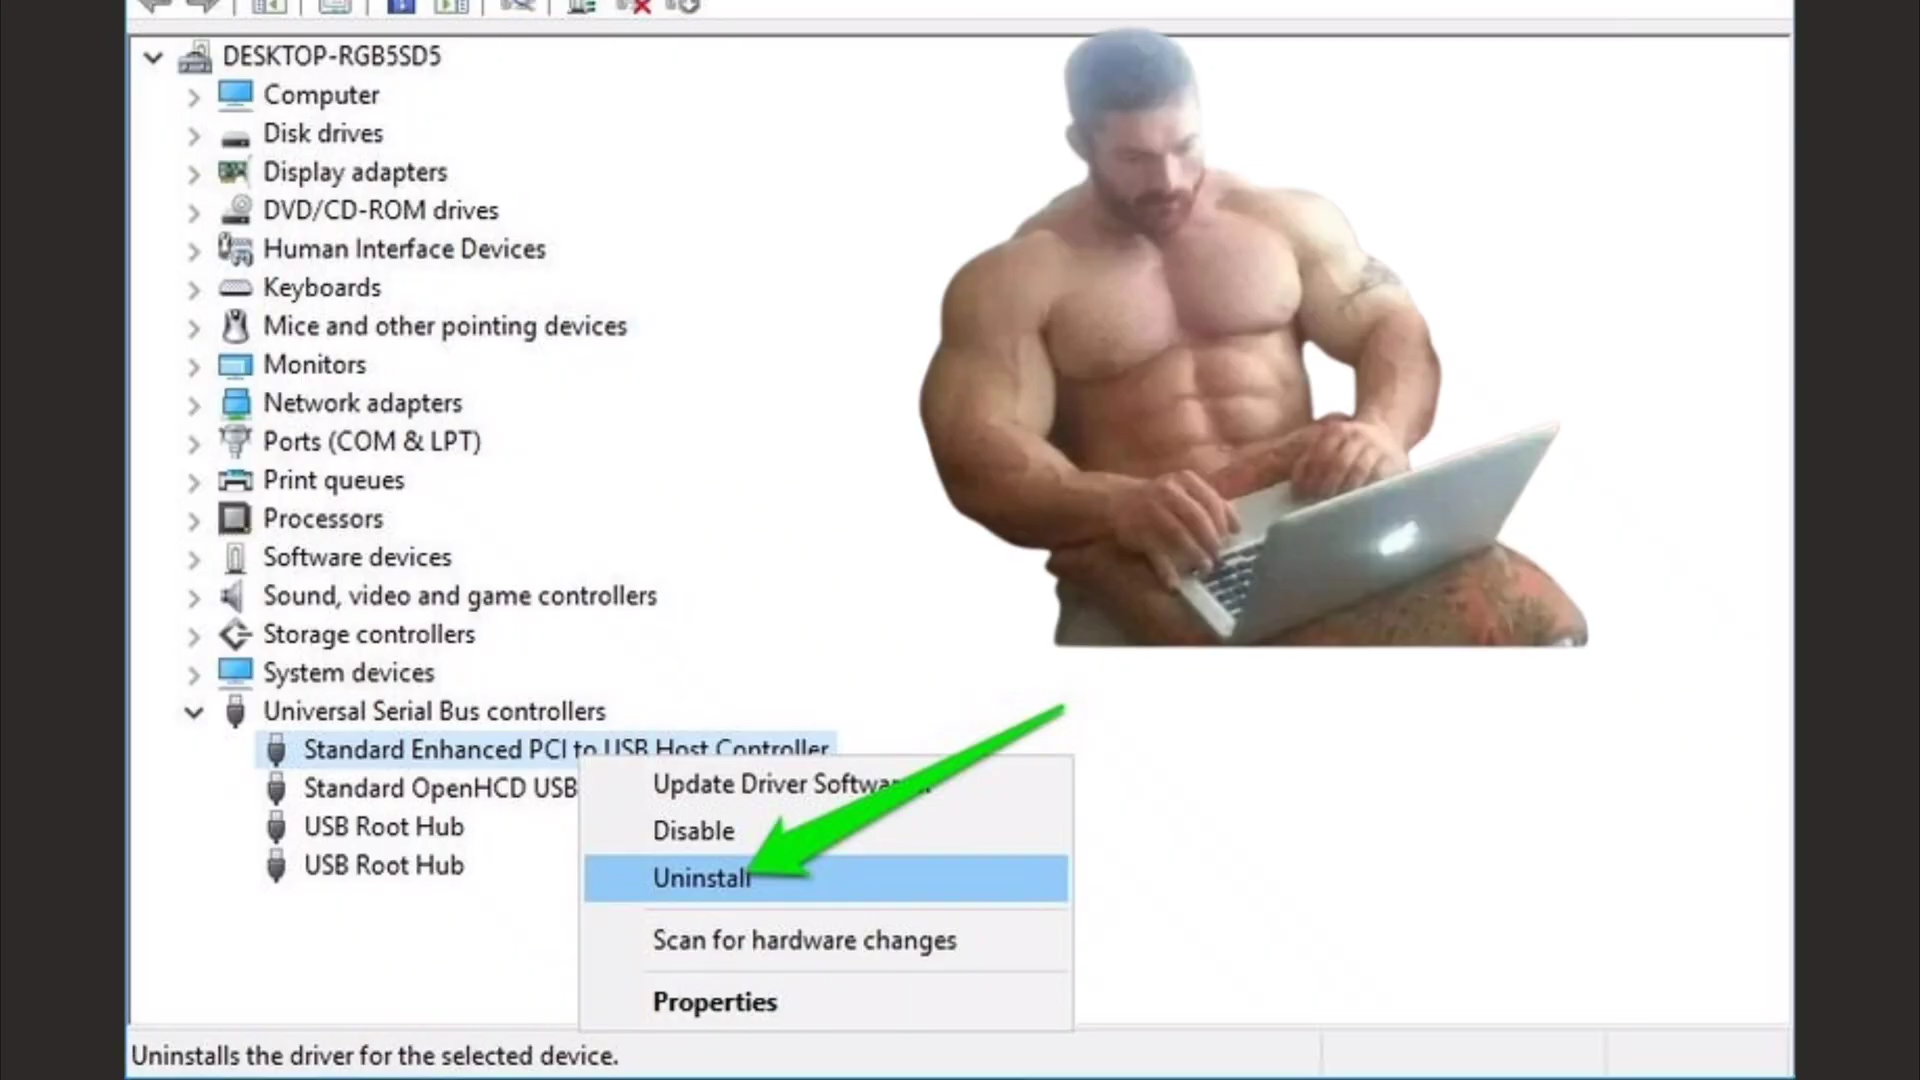 DESKTOP-RGB5SD5
Computer
Disk drives
Display adapters
DVD/CD-ROM drives
Human Interface Devices
Keyboards
Mice and other pointing devices
Monitors
Network adapters
Ports (COM & LPT)
Print queues
Processors
Software devices
Sound, video and game controllers
Storage controllers
System devices
Universal Serial Bus controllers
Standard Enhanced PCI to USB Host Controller
Standard OpenHCD USB
USB Root Hub
USB Root Hub
Update Driver Softwa
Disable
Uninstall
Scan for hardware changes
Properties
Uninstalls the driver for the selected device.